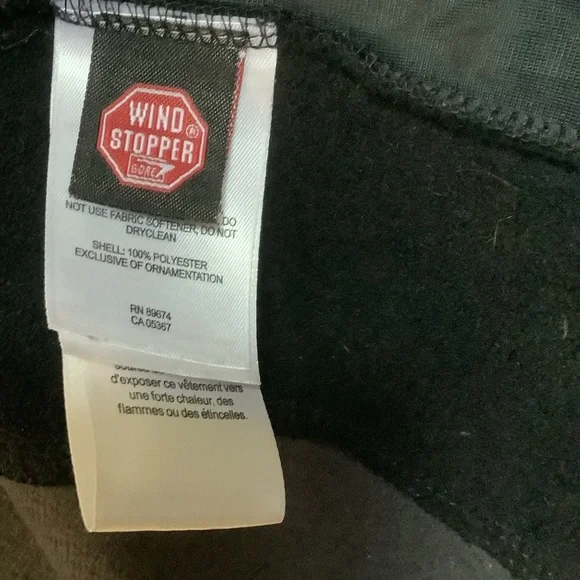 WIND
STOPPER®
GORE
DO
NOT USE FABRIC SOFTENER, DO NOT
DRYCLEAN
SHELL: 100% POLYESTER
EXCLUSIVE OF ORNAMENTATION
RN 89674
CA 05367
d'exposer ce vêtement vers
une forte chaleur, des
flammes ou des étincelles.